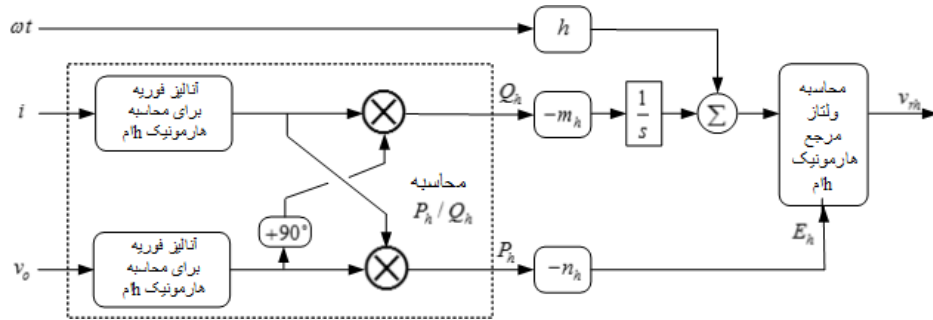 ωt
h
i
آنالیز فوریه
برای محاسبه
هارمونیک hام
Q_h
-m_h
1/s
Σ
محاسبه
ولتاژ
مرجع
هارمونیک
hام
v_rh
محاسبه
P_h / Q_h
+90°
v_o
آنالیز فوریه
برای محاسبه
هارمونیک hام
P_h
-n_h
E_h